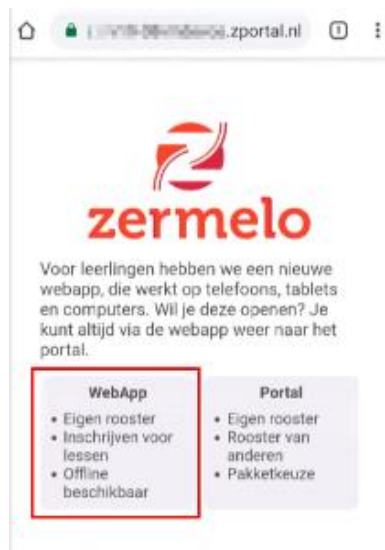 .zportal.nl
1
zermelo
Voor leerlingen hebben we een nieuwe
webapp, die werkt op telefoons, tablets
en computers. Wil je deze openen? Je
kunt altijd via de webapp weer naar het
portal.
WebApp
• Eigen rooster
• Inschrijven voor
lessen
• Offline
beschikbaar
Portal
• Eigen rooster
• Rooster van
anderen
• Pakketkeuze